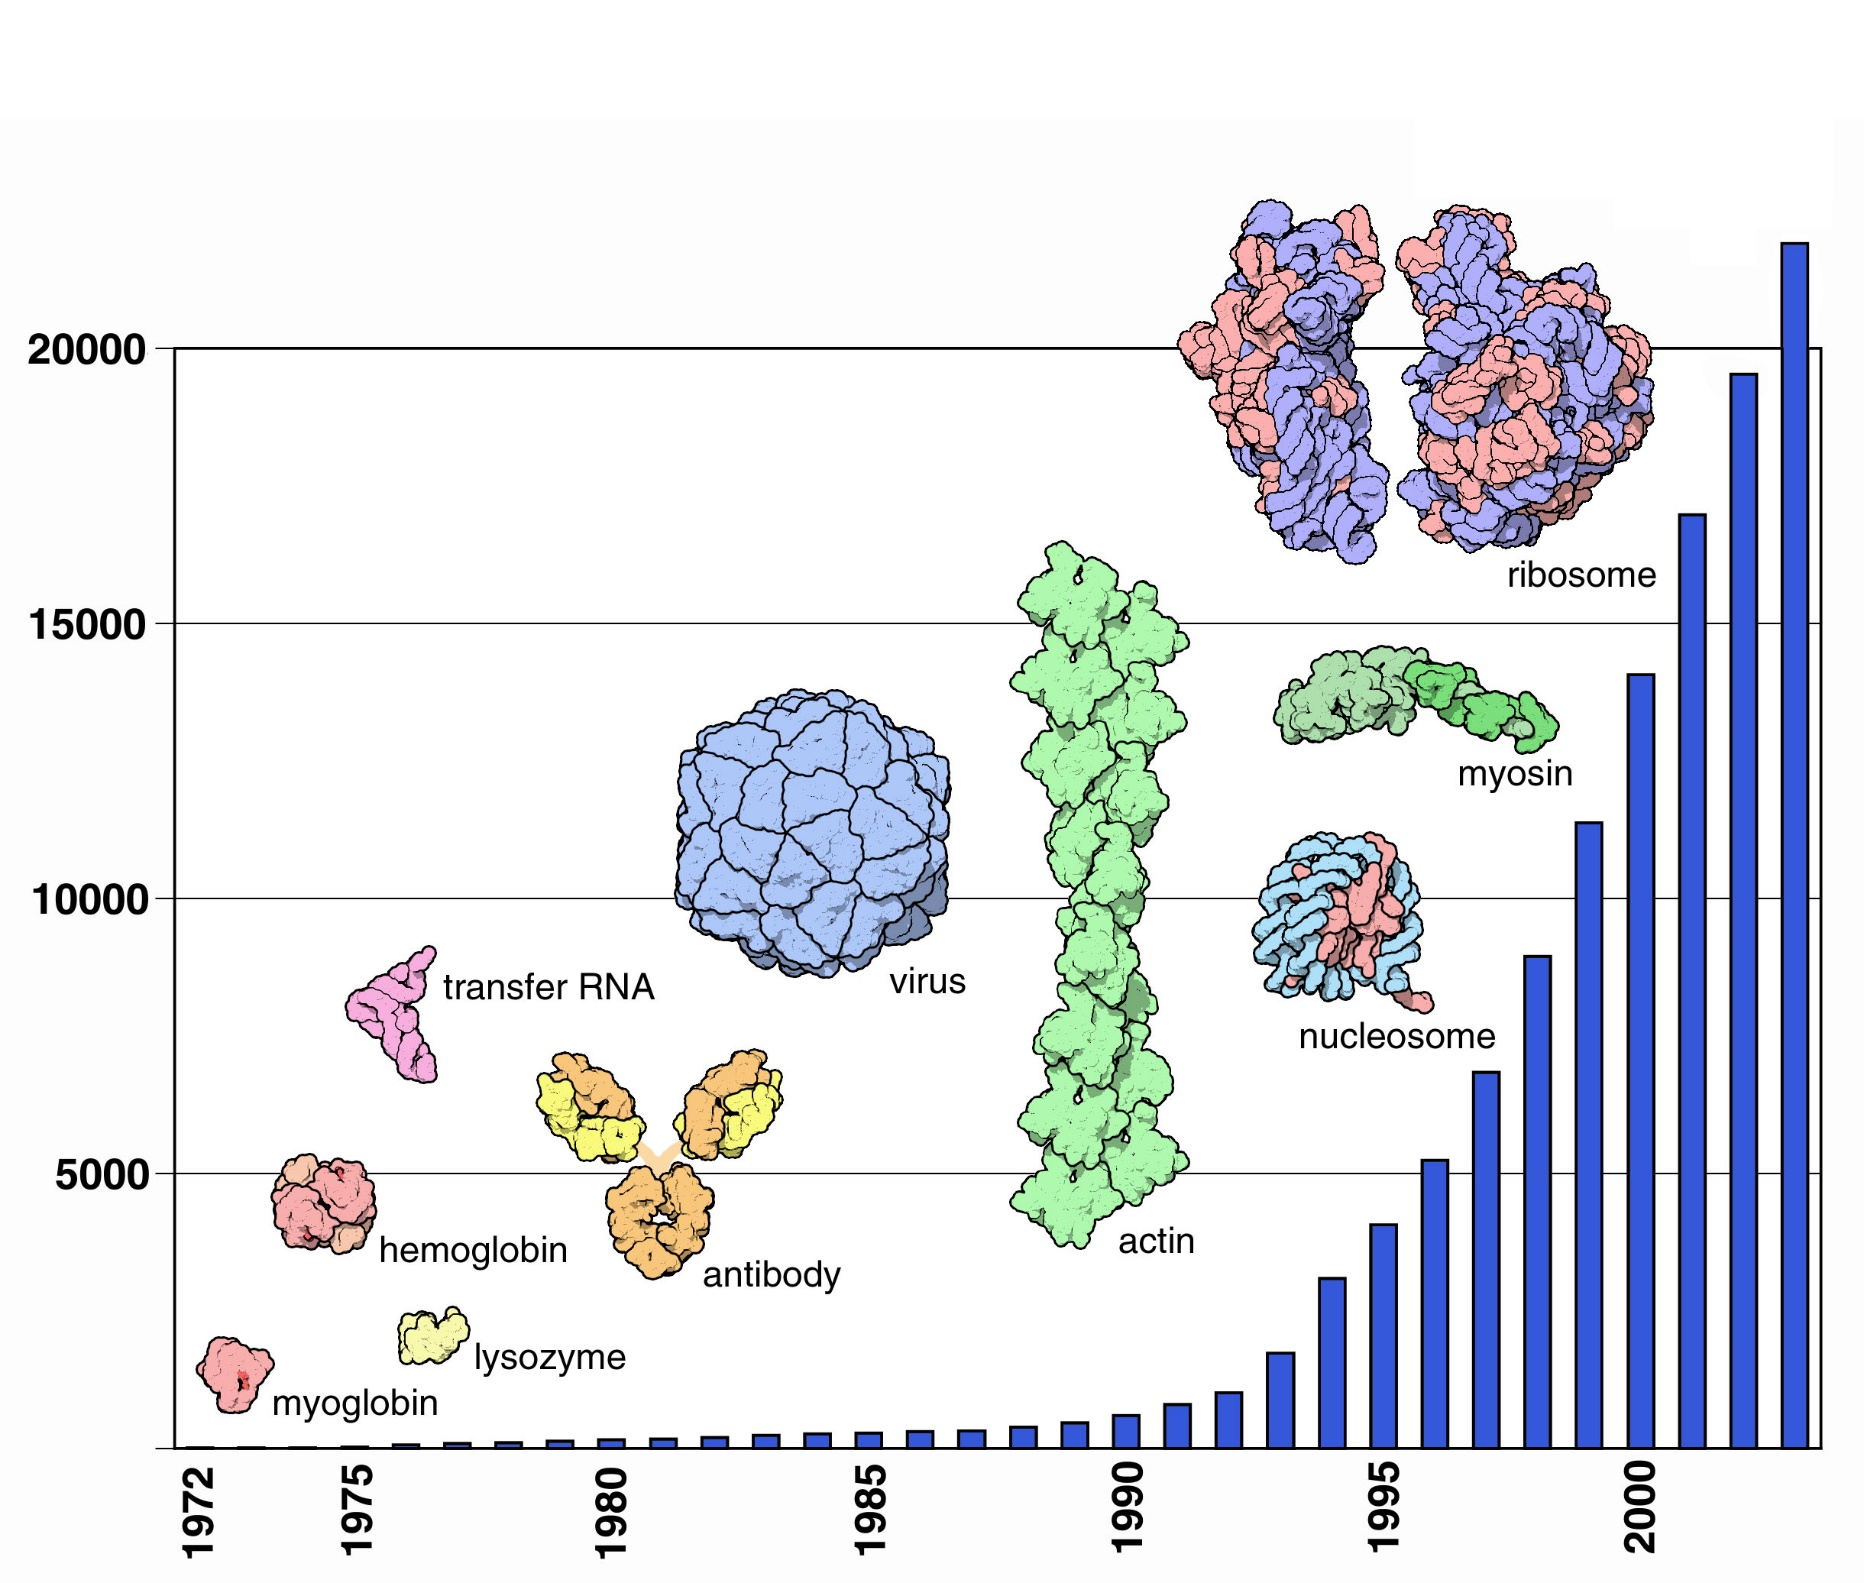 20000
15000
10000
5000
ribosome
myosin
nucleosome
virus
transfer RNA
actin
hemoglobin
antibody
lysozyme
myoglobin
1972
1975
1980
1985
1990
1995
2000